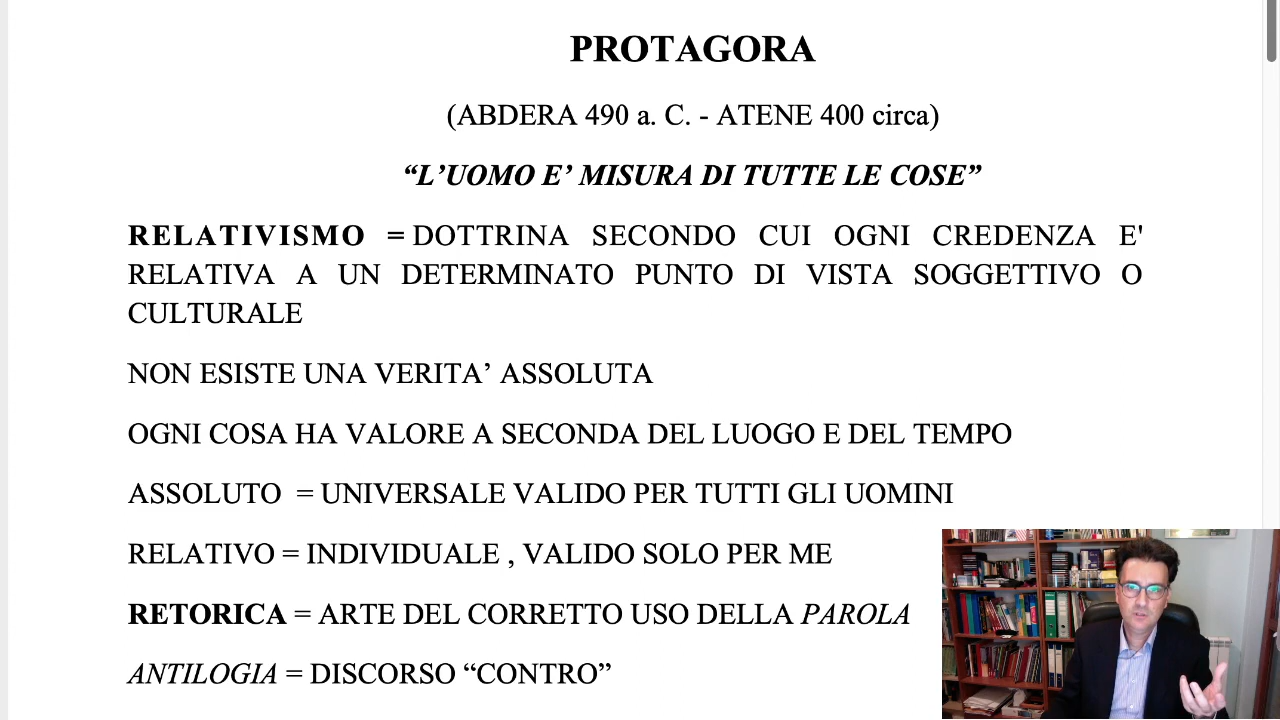 PROTAGORA
(ABDERA 490 a. C. - ATENE 400 circa)
“L’UOMO E’ MISURA DI TUTTE LE COSE”
RELATIVISMO = DOTTRINA SECONDO CUI OGNI CREDENZA E'
RELATIVA A UN DETERMINATO PUNTO DI VISTA SOGGETTIVO O
CULTURALE
NON ESISTE UNA VERITA’ ASSOLUTA
OGNI COSA HA VALORE A SECONDA DEL LUOGO E DEL TEMPO
ASSOLUTO = UNIVERSALE VALIDO PER TUTTI GLI UOMINI
RELATIVO = INDIVIDUALE , VALIDO SOLO PER ME
RETORICA = ARTE DEL CORRETTO USO DELLA PAROLA
ANTILOGIA = DISCORSO “CONTRO”